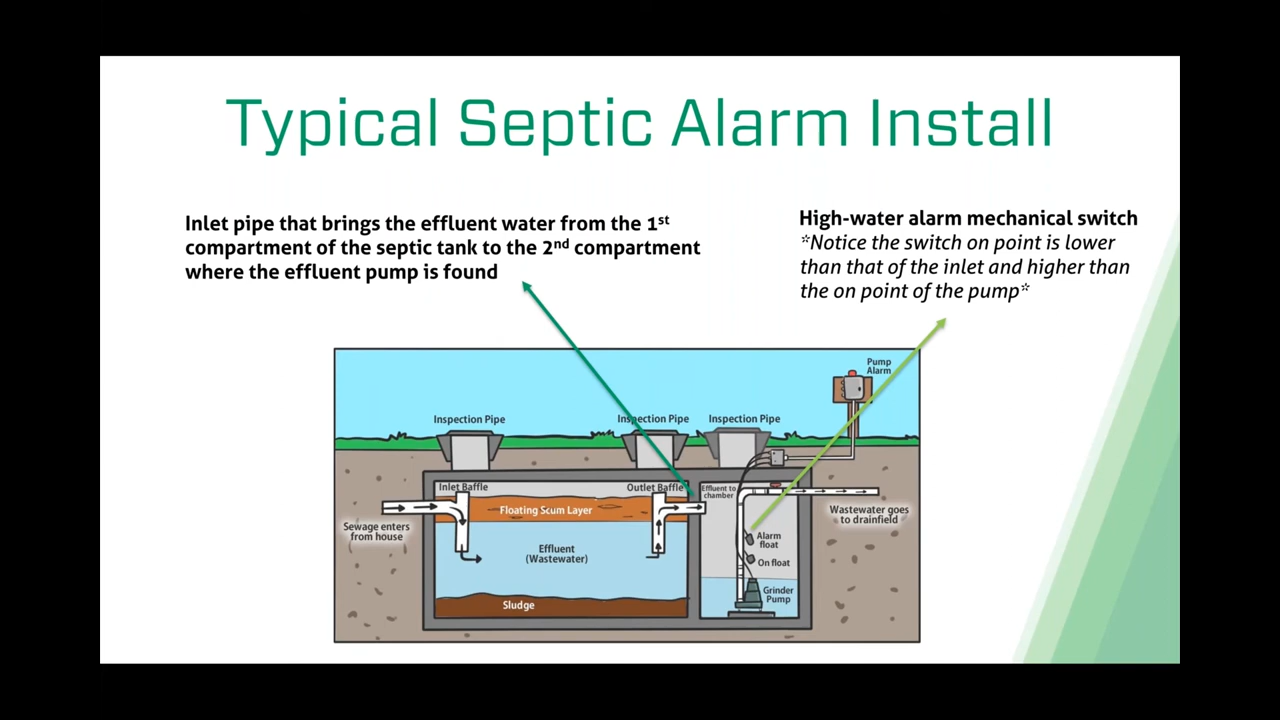 Typical Septic Alarm Install
Inlet pipe that brings the effluent water from the 1st
compartment of the septic tank to the 2nd compartment
where the effluent pump is found
High-water alarm mechanical switch
*Notice the switch on point is lower
than that of the inlet and higher than
the on point of the pump*
Pump
Alarm
Inspection Pipe
Inspection Pipe
Inspection Pipe
Inlet Baffle
Outlet Baffle
Effluent to
chamber
Floating Scum Layer
Sewage enters
from house
Wastewater goes
to drainfield
Effluent
(Wastewater)
Alarm
float
On float
Grinder
Pump
Sludge